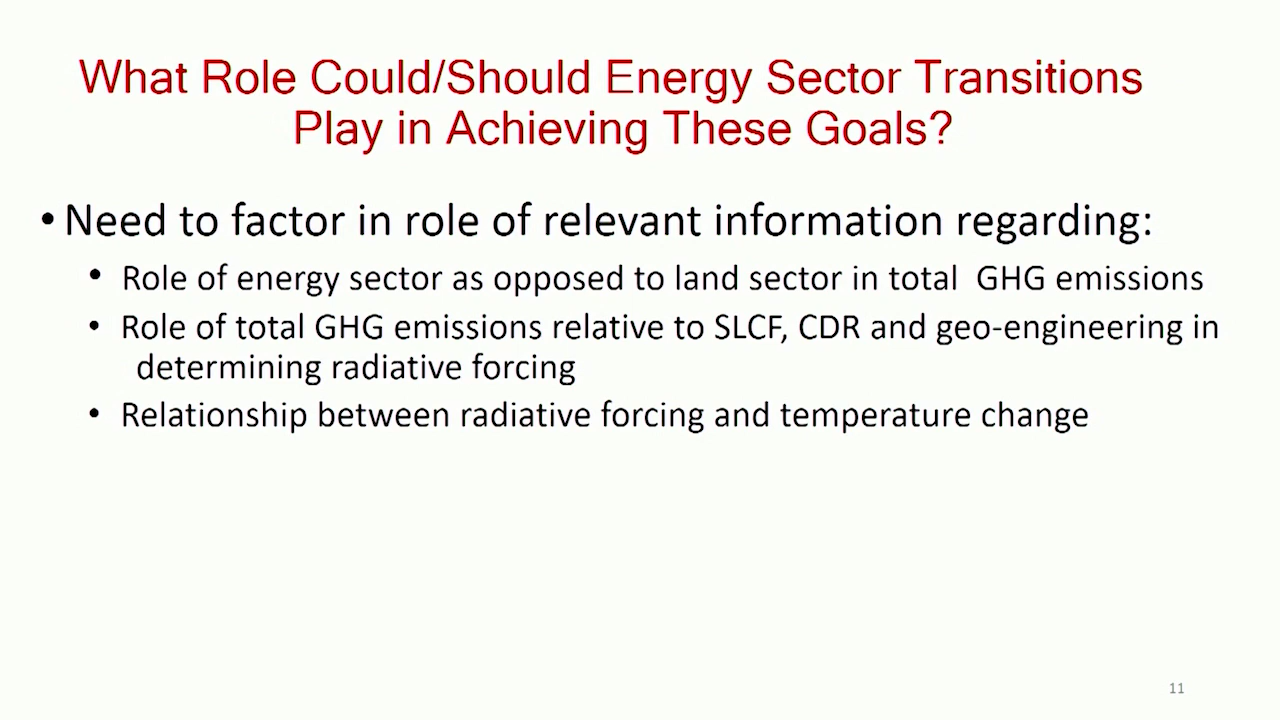 What Role Could/Should Energy Sector Transitions
Play in Achieving These Goals?
• Need to factor in role of relevant information regarding:
• Role of energy sector as opposed to land sector in total  GHG emissions
• Role of total GHG emissions relative to SLCF, CDR and geo-engineering in
determining radiative forcing
• Relationship between radiative forcing and temperature change
11